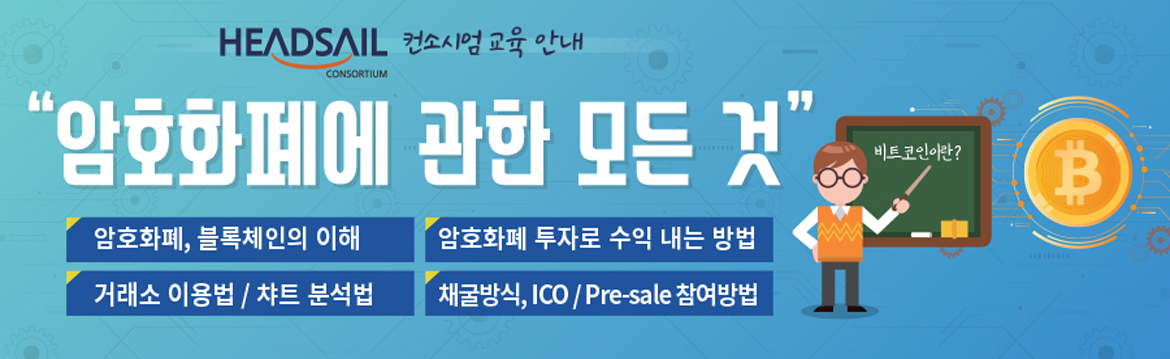 HEADSAIL 컨소시엄 교육 안내
CONSORTIUM
“암호화폐에 관한 모든 것”
비트코인이란?
암호화폐, 블록체인의 이해
암호화폐 투자로 수익 내는 방법
거래소 이용법 / 챠트 분석법
채굴방식, ICO / Pre-sale 참여방법